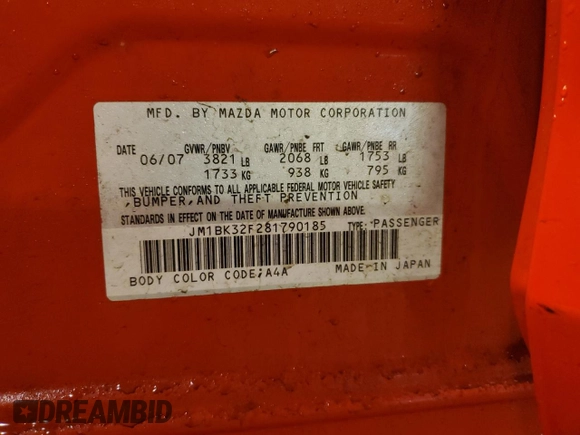 MFD. BY MAZDA MOTOR CORPORATION
DATE GVWR/PNBV GAWR/PNBE FRT GAWR/PNBE RR
06/07 3821 LB 2068 LB 1753 LB
1733 KG 938 KG 795 KG
THIS VEHICLE CONFORMS TO ALL APPLICABLE FEDERAL MOTOR VEHICLE SAFETY
,BUMPER,AND THEFT PREVENTION
STANDARDS IN EFFECT ON THE DATE OF MANUFACTURE SHOWN ABOVE.
JM1BK32F281790185 TYPE: PASSENGER
BODY COLOR CODE:A4A MADE IN JAPAN
DREAMBID